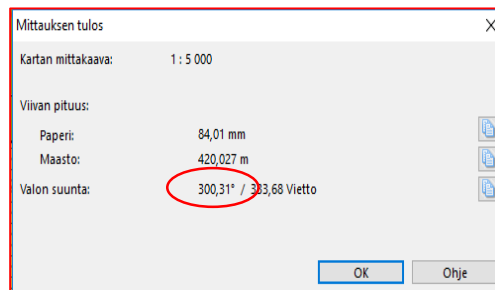 Mittauksen tulos
Kartan mittakaava: 1 : 5 000
Viivan pituus:
Paperi: 84,01 mm
Maasto: 420,027 m
Valon suunta: 300,31° / 333,68 Vietto
OK Ohje